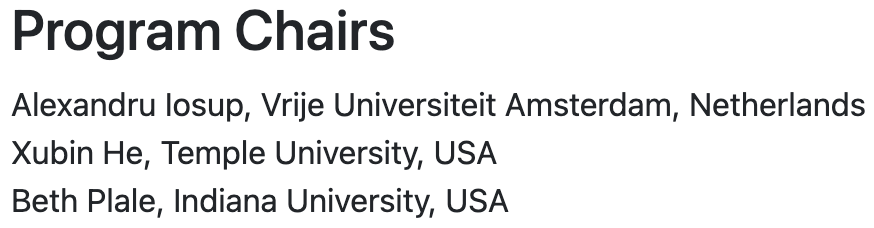 Program Chairs
Alexandru Iosup, Vrije Universiteit Amsterdam, Netherlands
Xubin He, Temple University, USA
Beth Plale, Indiana University, USA